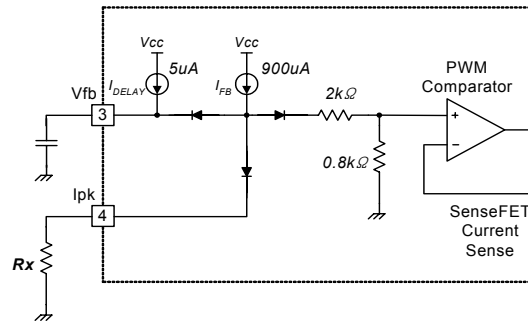 Vcc
Vcc
5uA
900uA
I_DELAY
I_FB
Vfb
3
2kΩ
PWM
Comparator
+
−
0.8kΩ
Ipk
4
SenseFET
Current
Sense
Rx